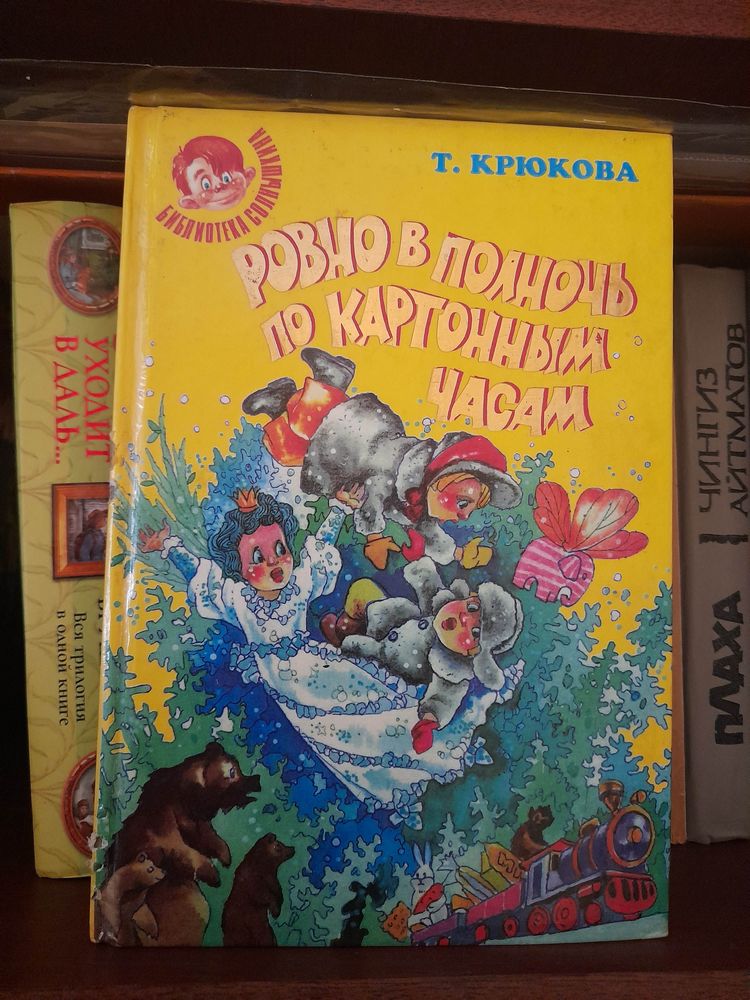 БИБЛИОТЕКА СОЛНЫШКИНА
Т. КРЮКОВА
РОВНО В ПОЛНОЧЬ
ПО КАРТОННЫМ
ЧАСАМ
УХОДИТ
В ДАЛЬ...
Вся трилогия
в одной книге
ЧИНГИЗ
АЙТМАТОВ
ПЛАХА